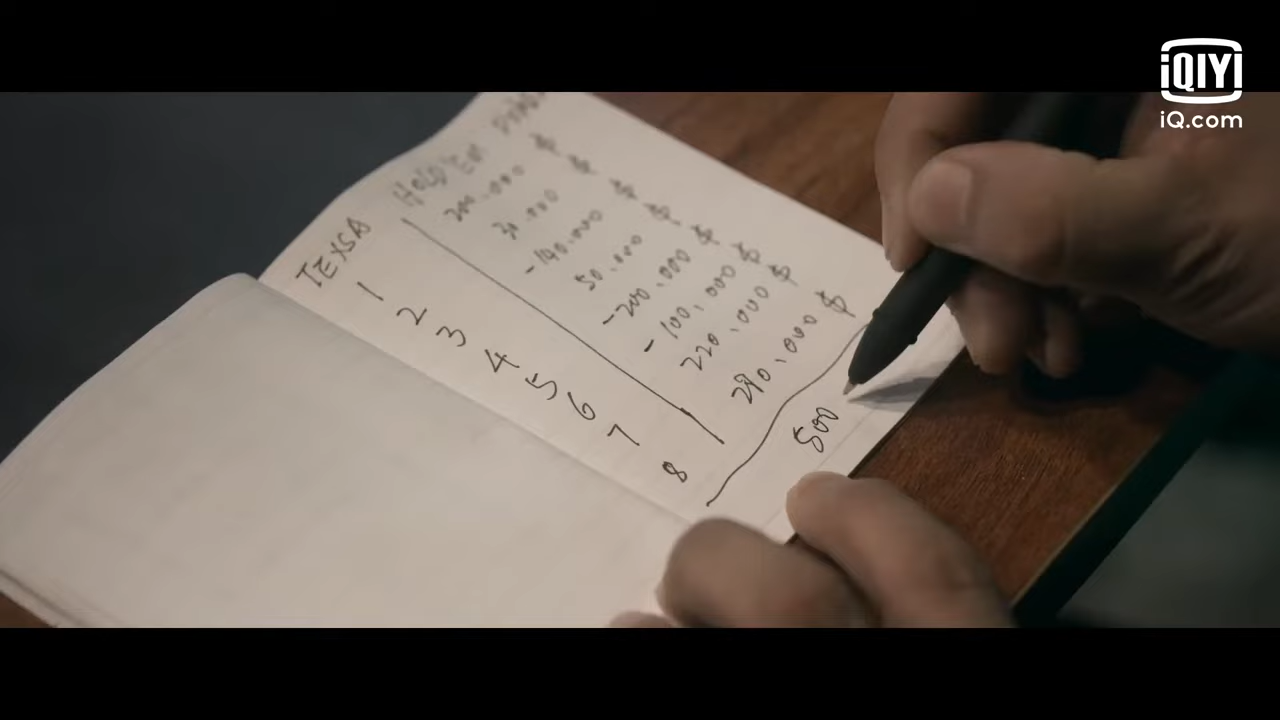 iQIYI
iQ.com
TEXSA HOLD'EM
1 200.000 $
2 30.000 $
3 -140.000 $
4 50.000 $
5 -200.000 $
6 -100,000 $
7 220.000 $
8 290.000 $
500